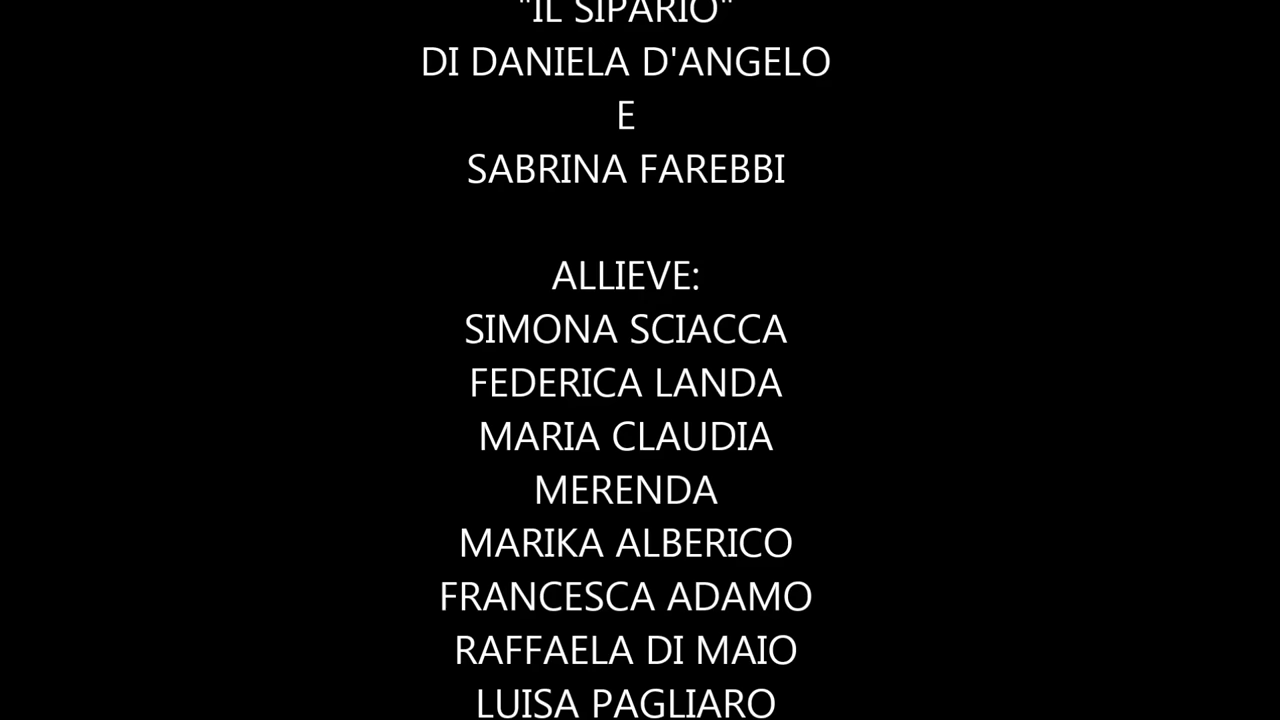 "IL SIPARIO"
DI DANIELA D'ANGELO
E
SABRINA FAREBBI
ALLIEVE:
SIMONA SCIACCA
FEDERICA LANDA
MARIA CLAUDIA
MERENDA
MARIKA ALBERICO
FRANCESCA ADAMO
RAFFAELA DI MAIO
LUISA PAGLIARO